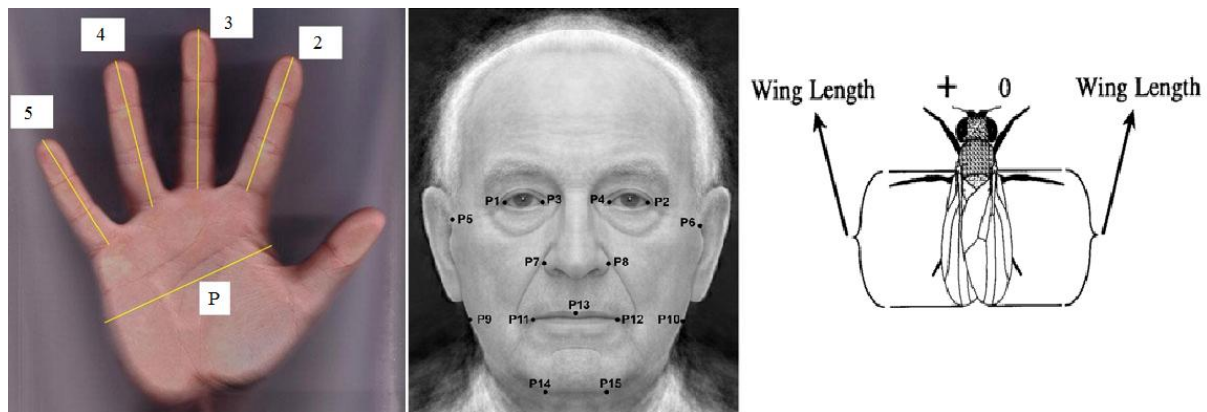 3
4
2
5
P
P1
P3
P4
P2
P5
P6
P7
P8
P13
P9
P11
P12
P10
P14
P15
+ 0
Wing Length
Wing Length